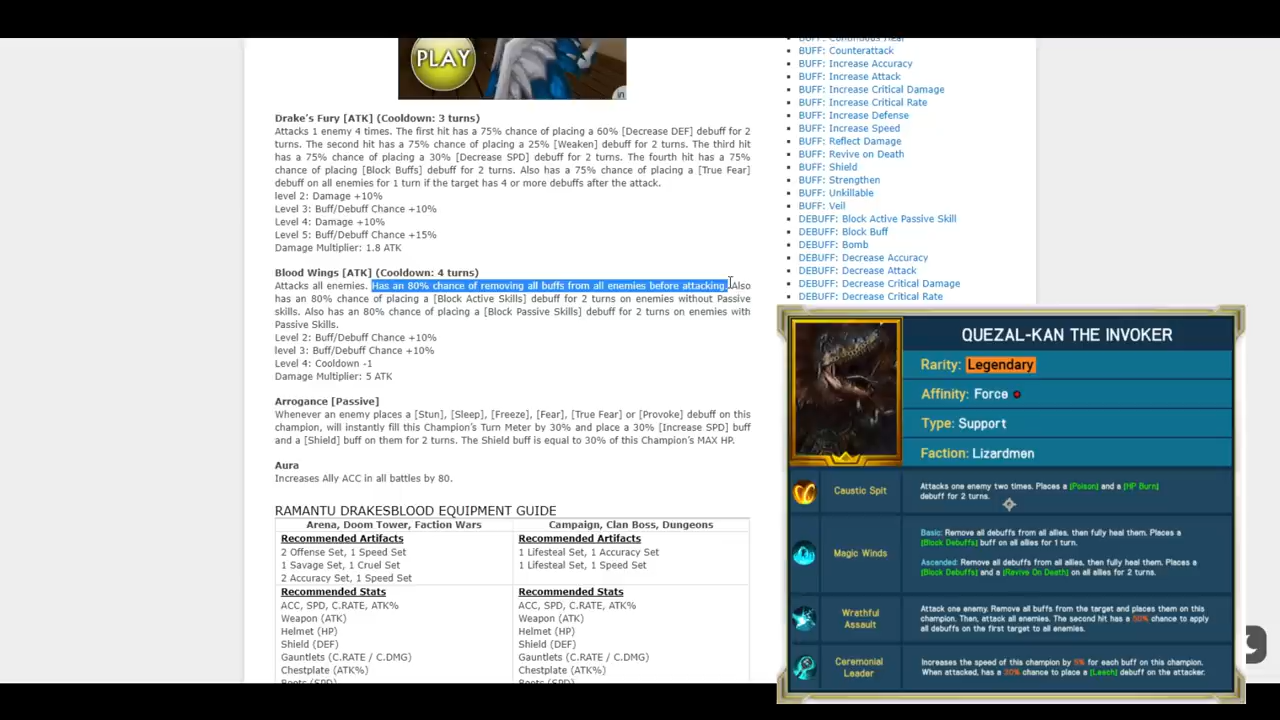 PLAY
in
Drake's Fury [ATK] (Cooldown: 3 turns)
Attacks 1 enemy 4 times. The first hit has a 75% chance of placing a 60% [Decrease DEF] debuff for 2
turns. The second hit has a 75% chance of placing a 25% [Weaken] debuff for 2 turns. The third hit
has a 75% chance of placing a 30% [Decrease SPD] debuff for 2 turns. The fourth hit has a 75%
chance of placing [Block Buffs] debuff for 2 turns. Also has a 75% chance of placing a [True Fear]
debuff on all enemies for 1 turn if the target has 4 or more debuffs after the attack.
level 2: Damage +10%
Level 3: Buff/Debuff Chance +10%
Level 4: Damage +10%
Level 5: Buff/Debuff Chance +15%
Damage Multiplier: 1.8 ATK
Blood Wings [ATK] (Cooldown: 4 turns)
Attacks all enemies. Has an 80% chance of removing all buffs from all enemies before attacking. Also
has an 80% chance of placing a [Block Active Skills] debuff for 2 turns on enemies without Passive
skills. Also has an 80% chance of placing a [Block Passive Skills] debuff for 2 turns on enemies with
Passive Skills.
Level 2: Buff/Debuff Chance +10%
level 3: Buff/Debuff Chance +10%
Level 4: Cooldown -1
Damage Multiplier: 5 ATK
Arrogance [Passive]
Whenever an enemy places a [Stun], [Sleep], [Freeze], [Fear], [True Fear] or [Provoke] debuff on this
champion, will instantly fill this Champion's Turn Meter by 30% and place a 30% [Increase SPD] buff
and a [Shield] buff on them for 2 turns. The Shield buff is equal to 30% of this Champion's MAX HP.
Aura
Increases Ally ACC in all battles by 80.
RAMANTU DRAKESBLOOD EQUIPMENT GUIDE
Arena, Doom Tower, Faction Wars
Recommended Artifacts
2 Offense Set, 1 Speed Set
1 Savage Set, 1 Cruel Set
2 Accuracy Set, 1 Speed Set
Recommended Stats
ACC, SPD, C.RATE, ATK%
Weapon (ATK)
Helmet (HP)
Shield (DEF)
Gauntlets (C.RATE / C.DMG)
Chestplate (ATK%)
Boots (SPD)
Campaign, Clan Boss, Dungeons
Recommended Artifacts
1 Lifesteal Set, 1 Accuracy Set
1 Lifesteal Set, 1 Speed Set
Recommended Stats
ACC, SPD, C.RATE, ATK%
Weapon (ATK)
Helmet (HP)
Shield (DEF)
Gauntlets (C.RATE / C.DMG)
Chestplate (ATK%)
Boots (SPD)
BUFF: Continuous Heal
BUFF: Counterattack
BUFF: Increase Accuracy
BUFF: Increase Attack
BUFF: Increase Critical Damage
BUFF: Increase Critical Rate
BUFF: Increase Defense
BUFF: Increase Speed
BUFF: Reflect Damage
BUFF: Revive on Death
BUFF: Shield
BUFF: Strengthen
BUFF: Unkillable
BUFF: Veil
DEBUFF: Block Active Passive Skill
DEBUFF: Block Buff
DEBUFF: Bomb
DEBUFF: Decrease Accuracy
DEBUFF: Decrease Attack
DEBUFF: Decrease Critical Damage
DEBUFF: Decrease Critical Rate
QUEZAL-KAN THE INVOKER
Rarity: Legendary
Affinity: Force
Type: Support
Faction: Lizardmen
Caustic Spit
Attacks one enemy two times. Places a [Poison] and a [HP Burn]
debuff for 2 turns.
Magic Winds
Basic: Remove all debuffs from all allies, then fully heal them. Places a
[Block Debuffs] buff on all allies for 1 turn.
Ascended: Remove all debuffs from all allies, then fully heal them. Places a
[Block Debuffs] and a [Revive On Death] on all allies for 2 turns.
Wrathful
Assault
Attack one enemy. Remove all buffs from the target and places them on this
champion. Then, attack all enemies. The second hit has a 50% chance to apply
all debuffs on the first target to all enemies.
Ceremonial
Leader
Increases the speed of this champion by 5% for each buff on this champion.
When attacked, has a 30% chance to place a [Leech] debuff on the attacker.